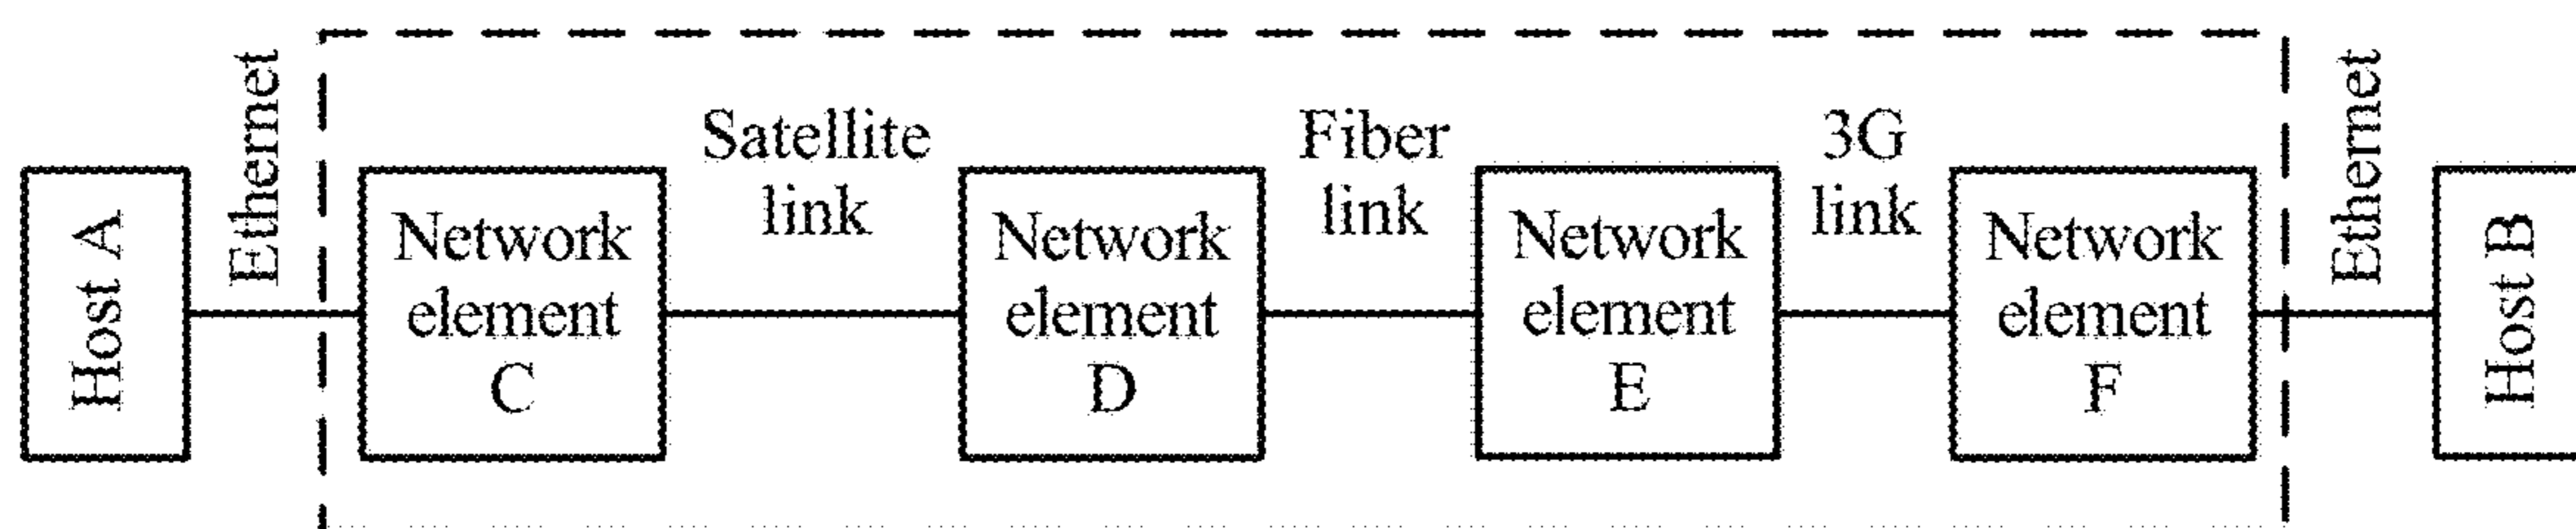 Host A
Ethernet
Network
element
C
Satellite
link
Network
element
D
Fiber
link
Network
element
E
3G
link
Network
element
F
Ethernet
Host B